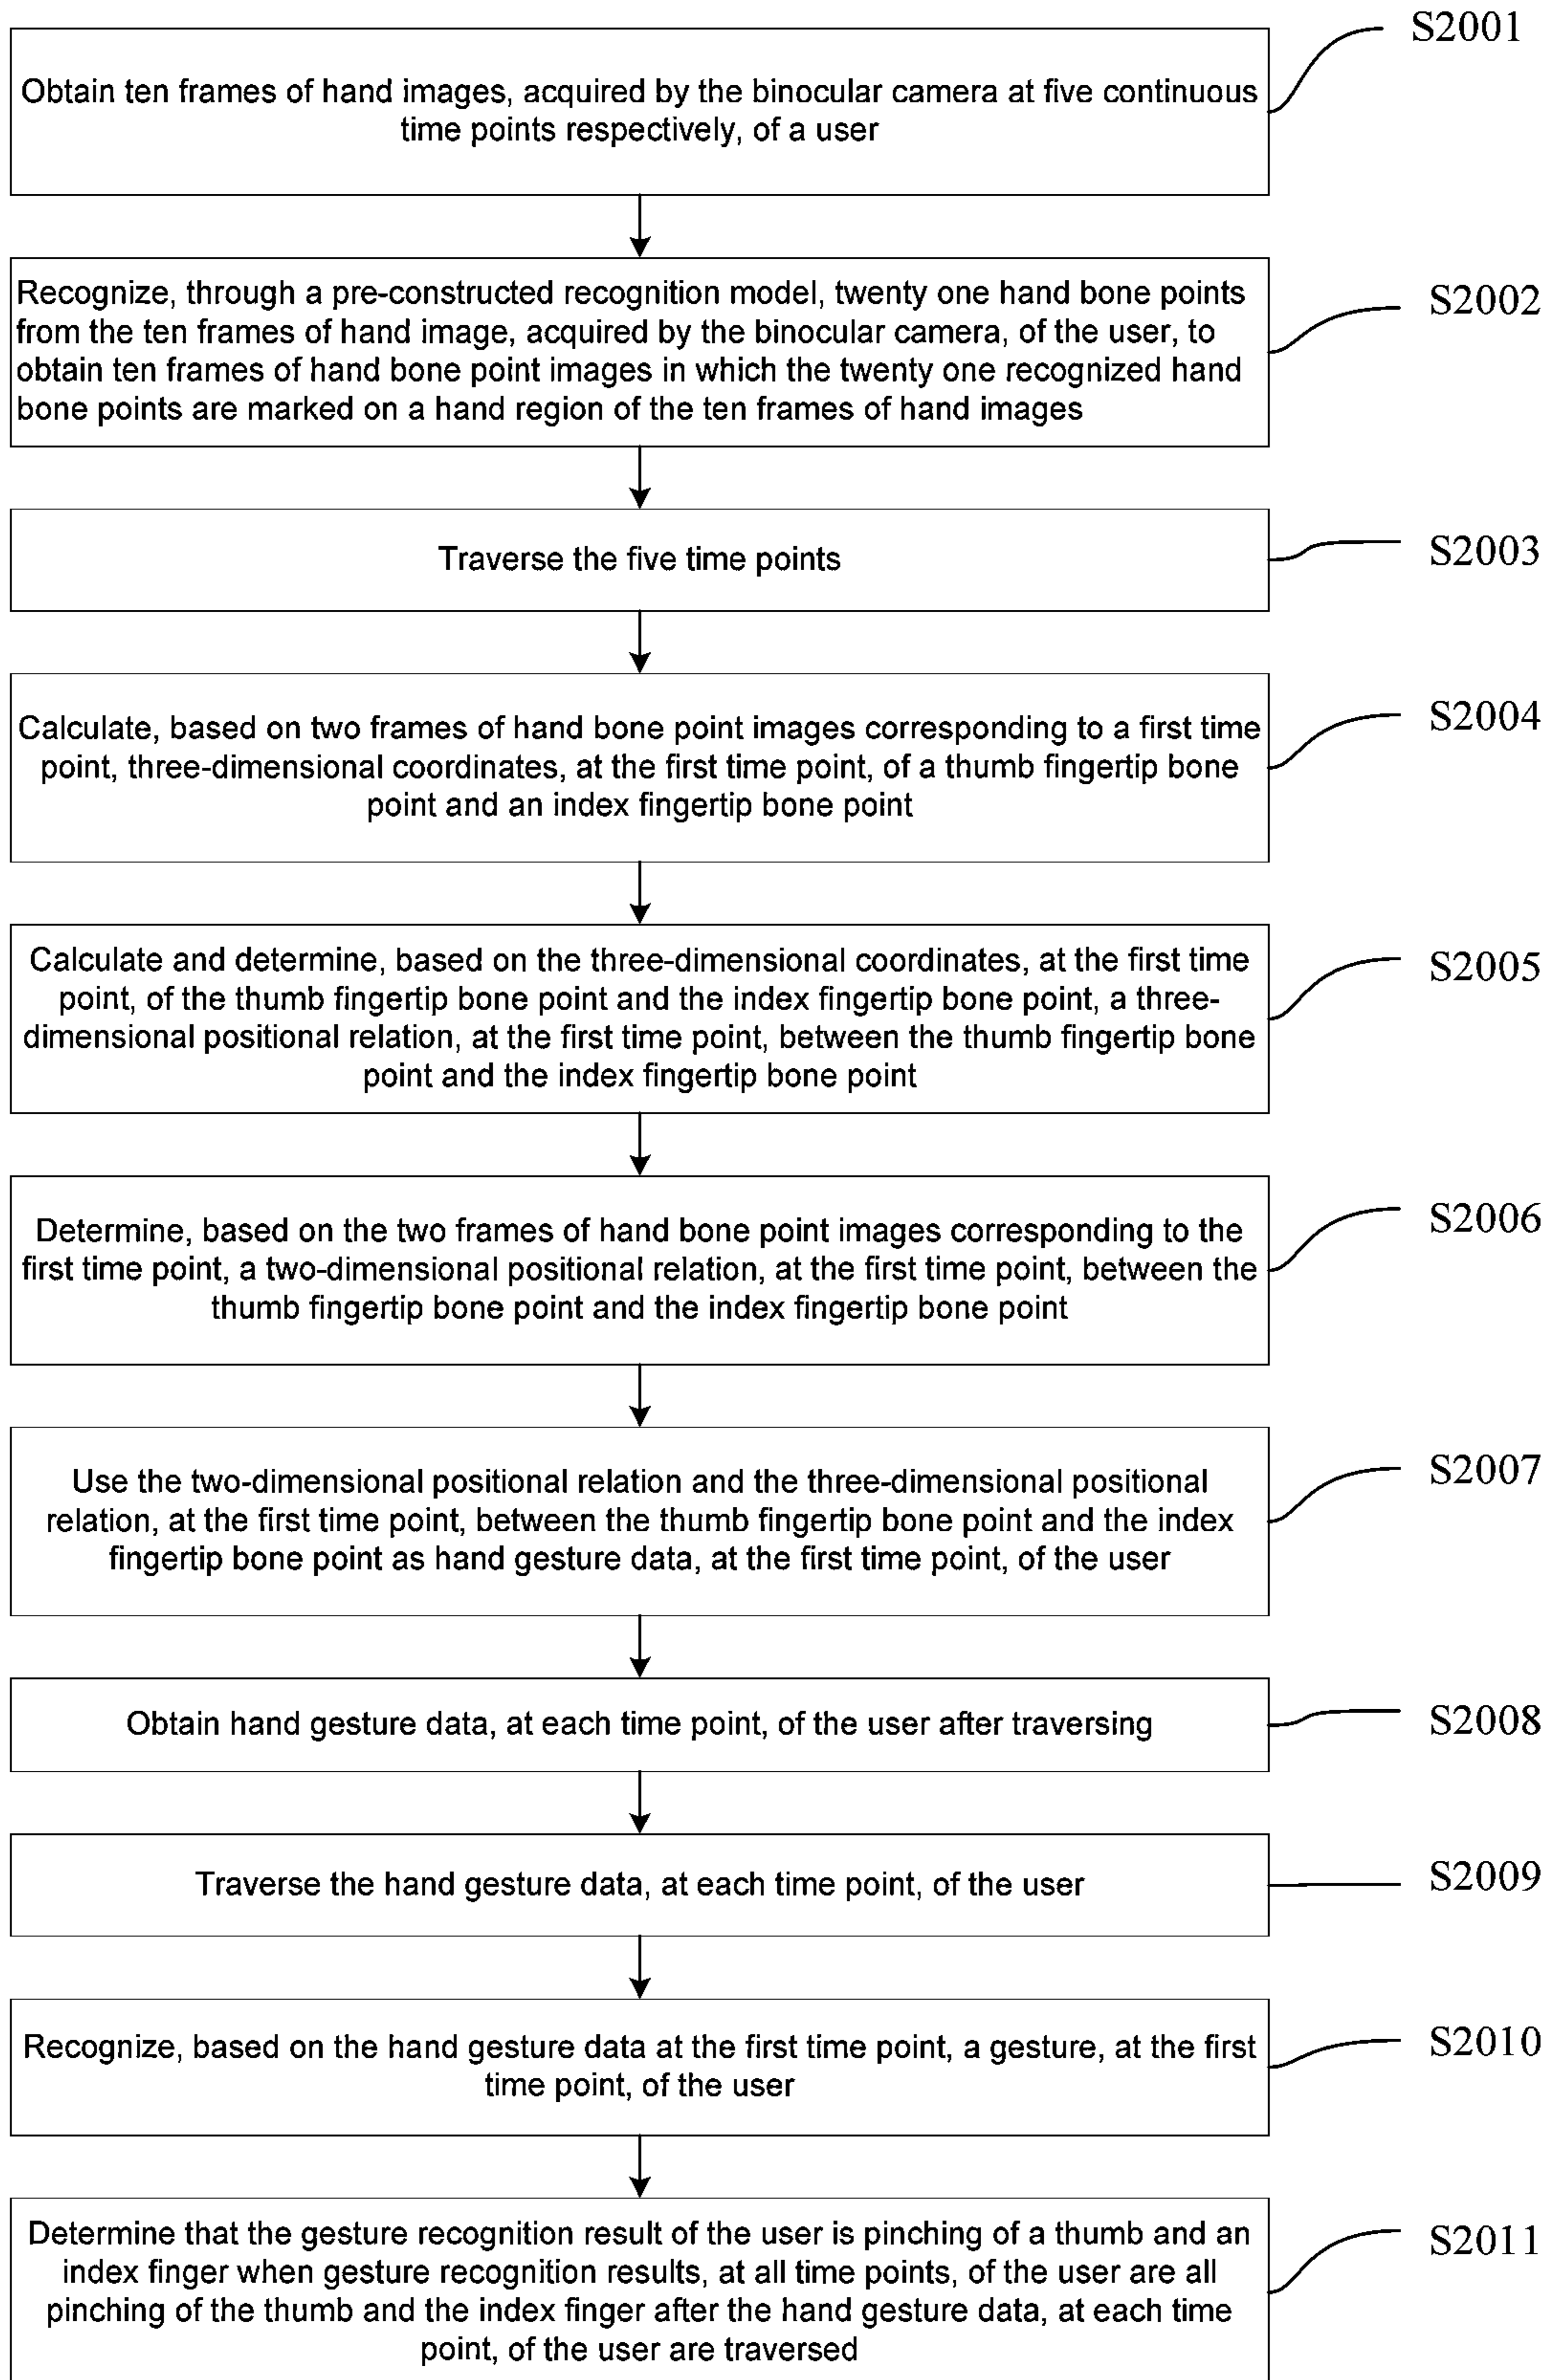 S2001
Obtain ten frames of hand images, acquired by the binocular camera at five continuous
time points respectively, of a user
S2002
Recognize, through a pre-constructed recognition model, twenty one hand bone points
from the ten frames of hand image, acquired by the binocular camera, of the user, to
obtain ten frames of hand bone point images in which the twenty one recognized hand
bone points are marked on a hand region of the ten frames of hand images
S2003
Traverse the five time points
S2004
Calculate, based on two frames of hand bone point images corresponding to a first time
point, three-dimensional coordinates, at the first time point, of a thumb fingertip bone
point and an index fingertip bone point
S2005
Calculate and determine, based on the three-dimensional coordinates, at the first time
point, of the thumb fingertip bone point and the index fingertip bone point, a three-
dimensional positional relation, at the first time point, between the thumb fingertip bone
point and the index fingertip bone point
S2006
Determine, based on the two frames of hand bone point images corresponding to the
first time point, a two-dimensional positional relation, at the first time point, between the
thumb fingertip bone point and the index fingertip bone point
S2007
Use the two-dimensional positional relation and the three-dimensional positional
relation, at the first time point, between the thumb fingertip bone point and the index
fingertip bone point as hand gesture data, at the first time point, of the user
S2008
Obtain hand gesture data, at each time point, of the user after traversing
S2009
Traverse the hand gesture data, at each time point, of the user
S2010
Recognize, based on the hand gesture data at the first time point, a gesture, at the first
time point, of the user
S2011
Determine that the gesture recognition result of the user is pinching of a thumb and an
index finger when gesture recognition results, at all time points, of the user are all
pinching of the thumb and the index finger after the hand gesture data, at each time
point, of the user are traversed